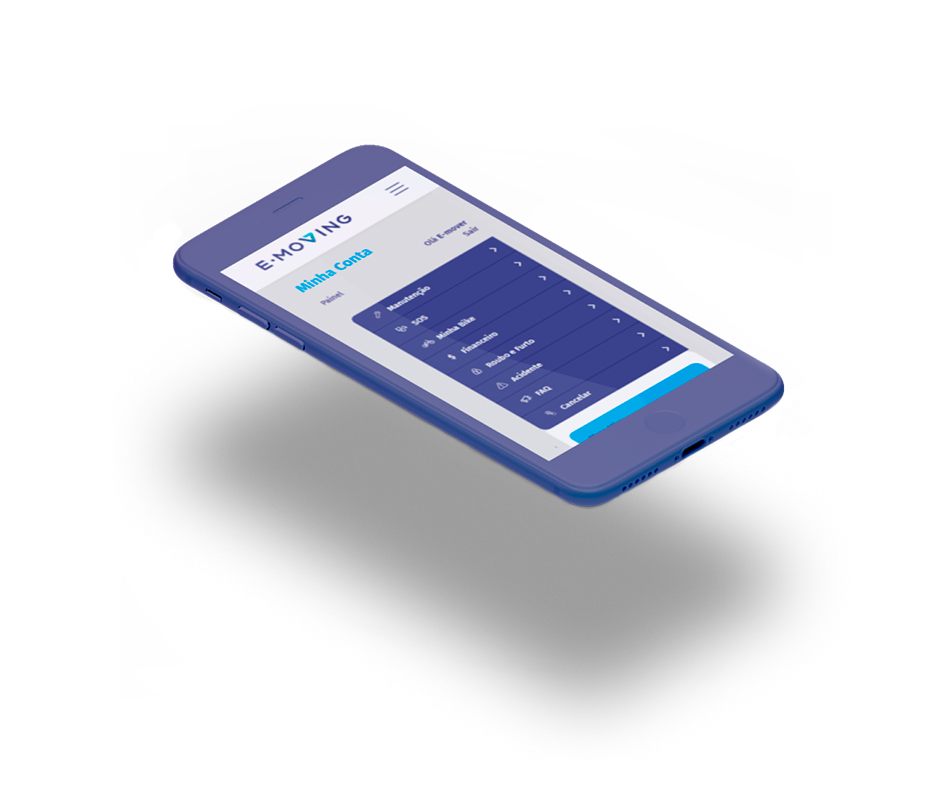 E-MOVING
Minha Conta
Olá E-mover
Painel
Sair
Manutenção
SOS
Minha Bike
Financeiro
Roubo e Furto
Acidente
FAQ
Cancelar